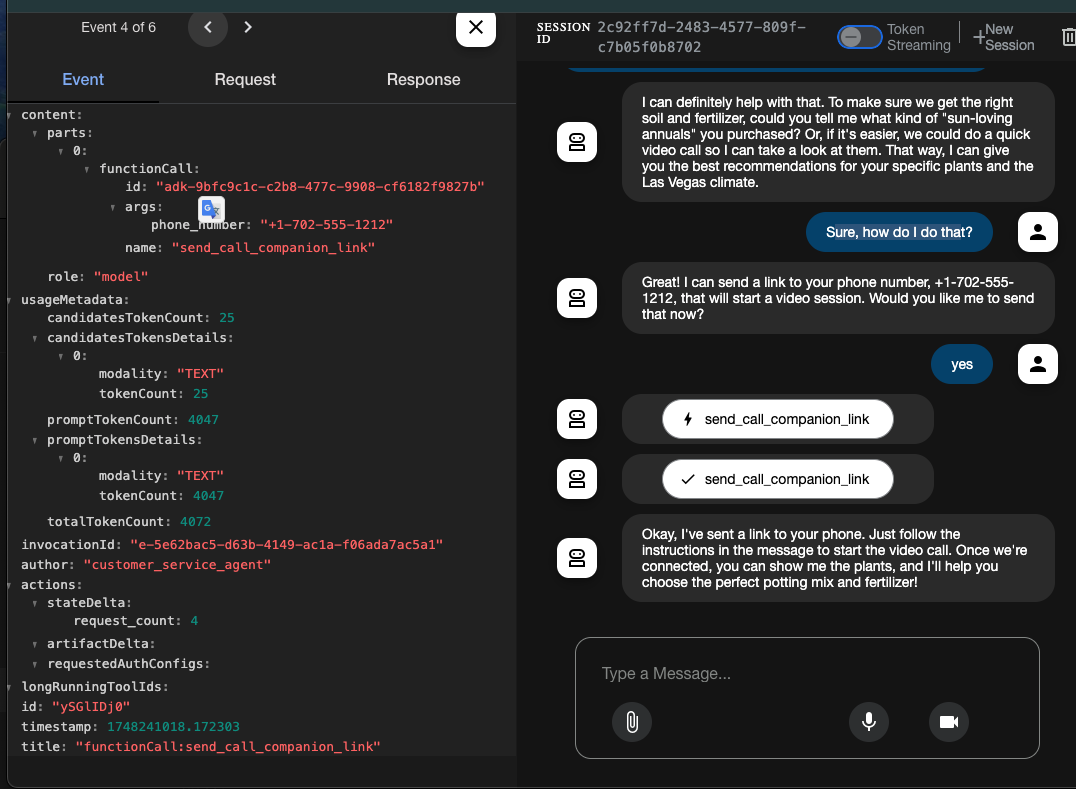 Event 4 of 6
Event Request Response
content:
parts:
0:
functionCall:
id: "adk-9bfc9c1c-c2b8-477c-9908-cf6182f9827b"
args:
phone_number: "+1-702-555-1212"
name: "send_call_companion_link"
role: "model"
usageMetadata:
candidatesTokenCount: 25
candidatesTokensDetails:
0:
modality: "TEXT"
tokenCount: 25
promptTokenCount: 4047
promptTokensDetails:
0:
modality: "TEXT"
tokenCount: 4047
totalTokenCount: 4072
invocationId: "e-5e62bac5-d63b-4149-ac1a-f06ada7ac5a1"
author: "customer_service_agent"
actions:
stateDelta:
request_count: 4
artifactDelta:
requestedAuthConfigs:
longRunningToolIds:
id: "ySGlIDj0"
timestamp: 1748241018.172303
title: "functionCall:send_call_companion_link"
SESSION
ID
2c92ff7d-2483-4577-809f-
c7b05f0b8702
Token
Streaming
New
Session
I can definitely help with that. To make sure we get the right
soil and fertilizer, could you tell me what kind of "sun-loving
annuals" you purchased? Or, if it's easier, we could do a quick
video call so I can take a look at them. That way, I can give
you the best recommendations for your specific plants and the
Las Vegas climate.
Sure, how do I do that?
Great! I can send a link to your phone number, +1-702-555-
1212, that will start a video session. Would you like me to send
that now?
yes
send_call_companion_link
send_call_companion_link
Okay, I've sent a link to your phone. Just follow the
instructions in the message to start the video call. Once we're
connected, you can show me the plants, and I'll help you
choose the perfect potting mix and fertilizer!
Type a Message...